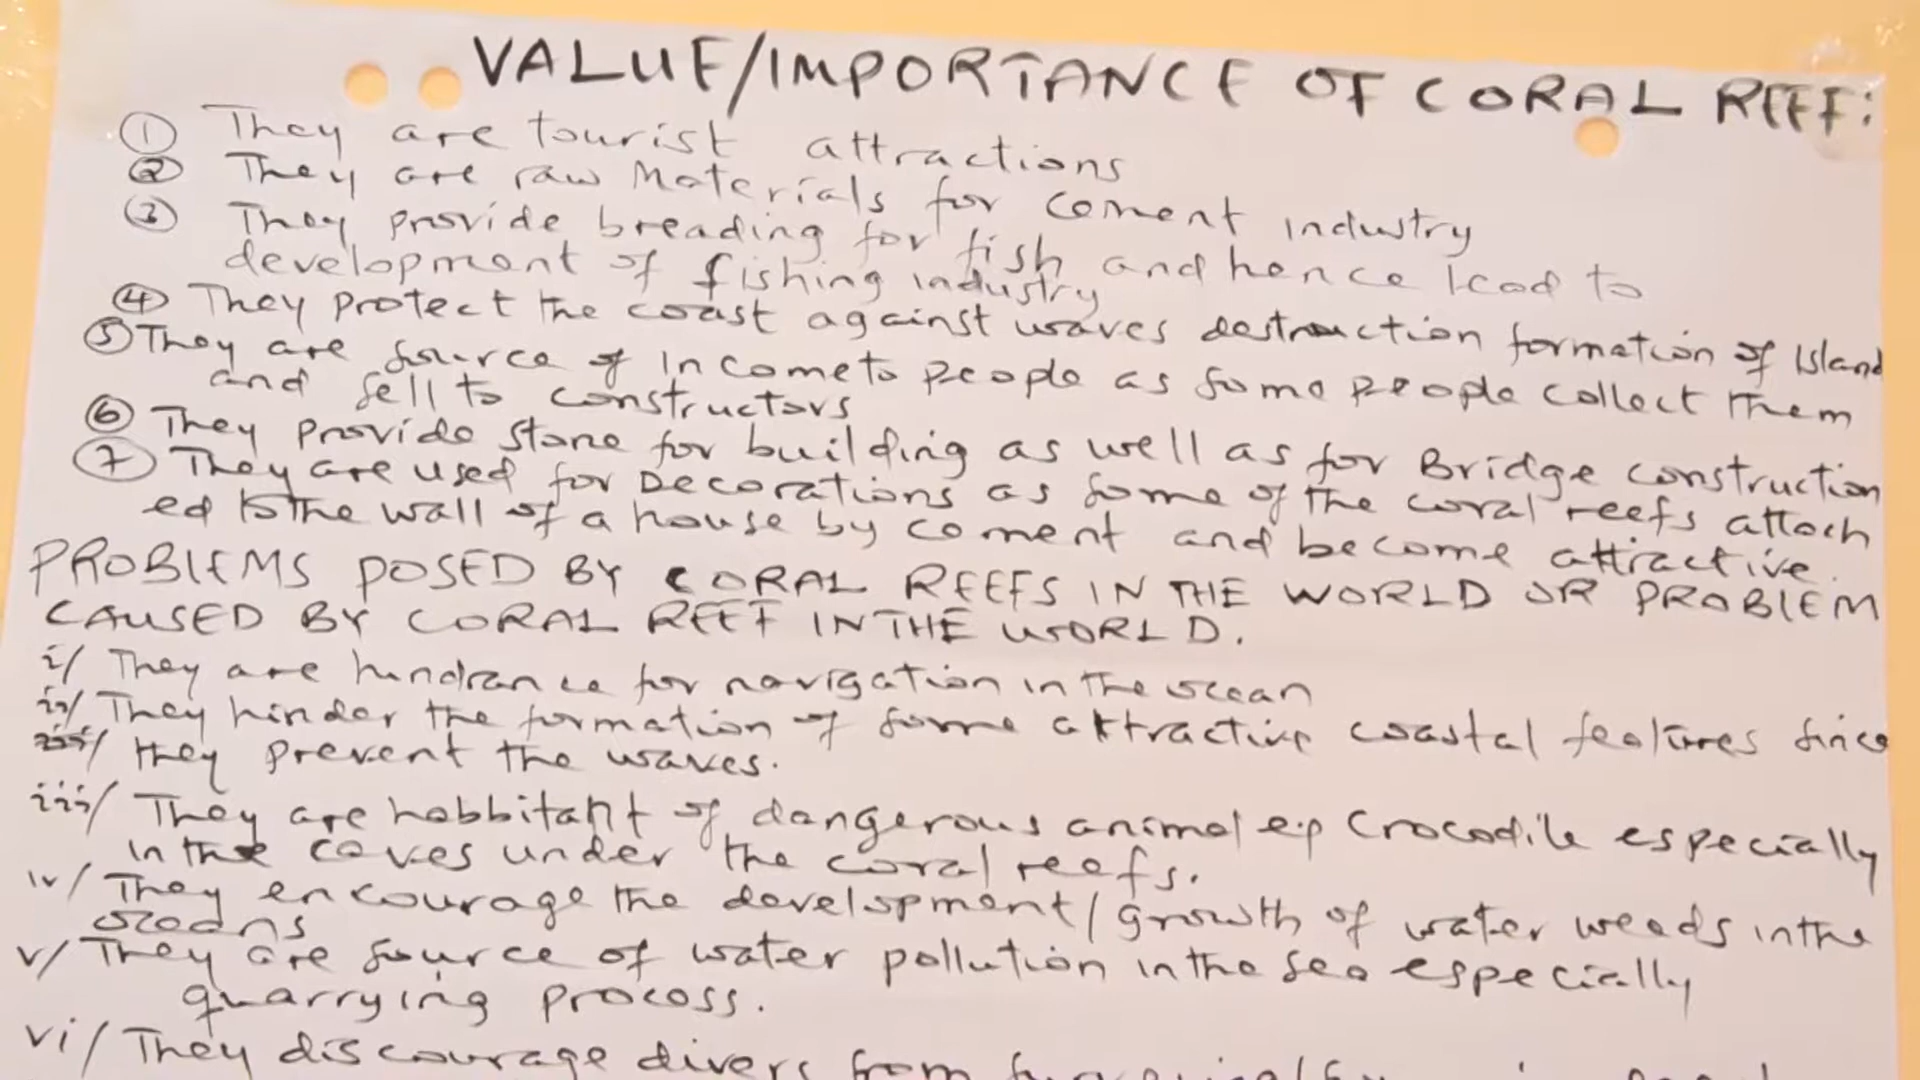 VALUE/IMPORTANCE OF CORAL REEF:
① They are tourist attractions
② They are raw Materials for cement industry
③ They provide breading for fish and hence lead to
development of fishing industry
④ They protect the coast against waves destruction formation of Island
⑤ They are source of income to people as some people collect them
and sell to constructors
⑥ They provide stone for building as well as for Bridge construction
⑦ They are used for Decorations as some of the coral reefs attach
ed to the wall of a house by cement and become attractive.
PROBLEMS POSED BY CORAL REEFS IN THE WORLD OR PROBLEM
CAUSED BY CORAL REEF IN THE WORLD.
i/ They are hindrance for navigation in the ocean
ii/ They hinder the formation of some attractive coastal features since
they prevent the waves.
iii/ They are habbitant of dangerous animal eg Crocodile especially
in the caves under the coral reefs.
iv/ They encourage the development/growth of water weeds in the
oceans
v/ They are source of water pollution in the sea especially
quarrying process.
vi/ They discourage divers from